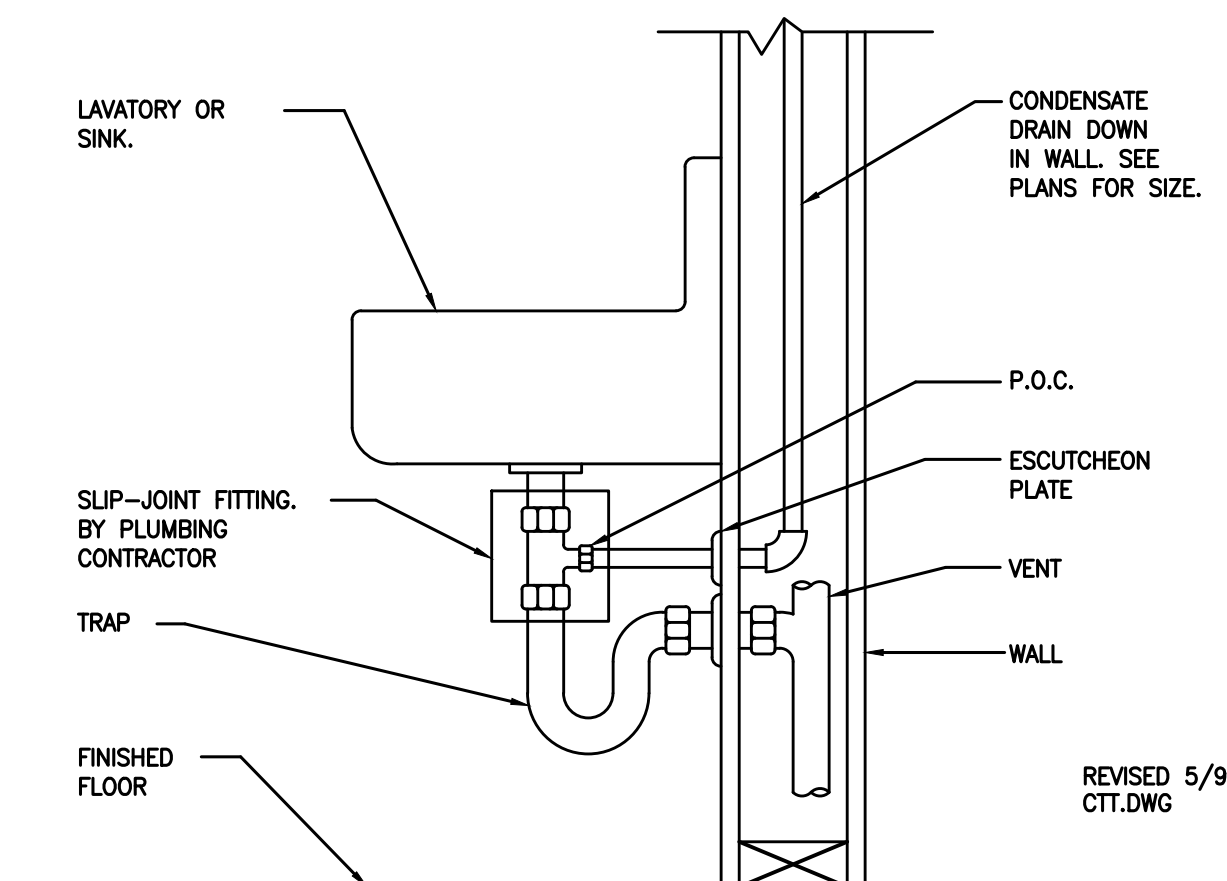 LAVATORY OR
SINK.
CONDENSATE
DRAIN DOWN
IN WALL. SEE
PLANS FOR SIZE.
P.O.C.
ESCUTCHEON
PLATE
SLIP-JOINT FITTING.
BY PLUMBING
CONTRACTOR
VENT
TRAP
WALL
FINISHED
FLOOR
REVISED 5/9
CTT.DWG